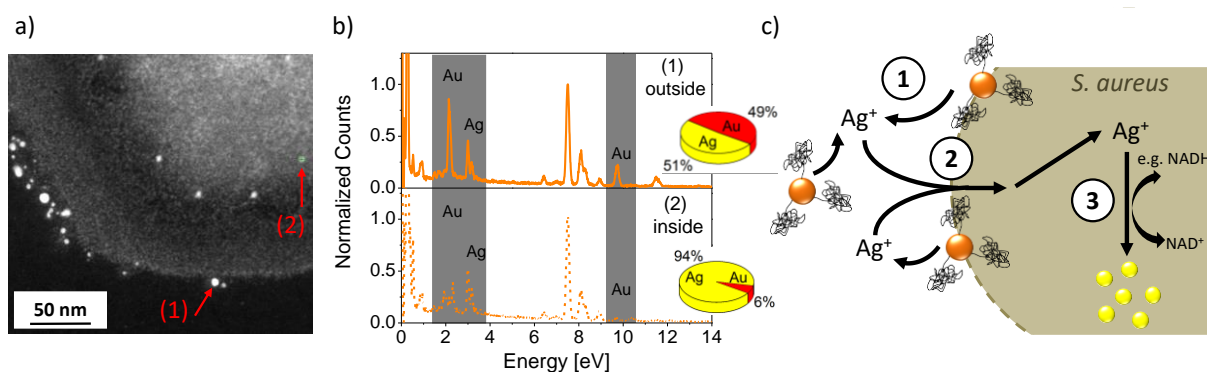 a)
(2)
(1)
50 nm
b)
Normalized Counts
1.0
0.5
0.0
Au
Ag
Au
(1)
outside
49%
Au
Ag
51%
1.0
0.5
0.0
Au
Ag
Au
(2)
inside
94%
Ag
Au
6%
0 2 4 6 8 10 12 14
Energy [eV]
c)
1
S. aureus
Ag⁺
Ag⁺
2
e.g. NADH
3
Ag⁺
NAD⁺